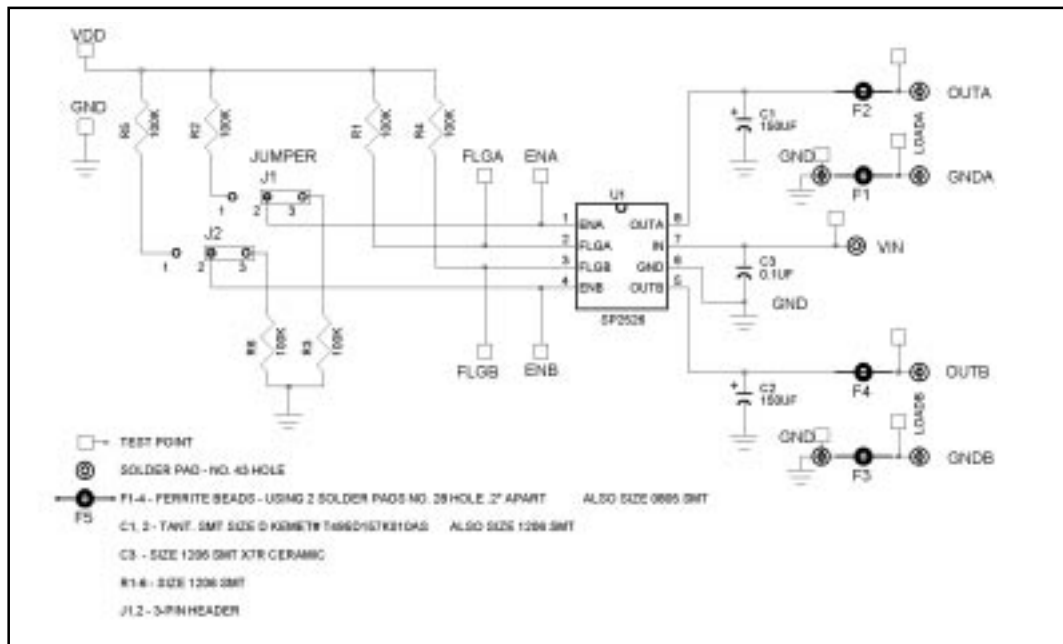 VDD
GND
R5 100K
R2 100K
R1 100K
R4 100K
JUMPER
J1
1 2 3
J2
1 2 3
R6 100K
R3 100K
FLGA ENA
FLGB ENB
U1
1 ENA OUTA 8
2 FLGA IN 7
3 FLGB GND 6
4 ENB OUTB 5
SP2526
+ C1
150UF
F2 OUTA
LOADA
GND
F1 GNDA
VIN
C3
0.1UF
GND
+ C2
150UF
F4 OUTB
LOADB
GND
F3 GNDB
TEST POINT
SOLDER PAD - NO. 43 HOLE
F1-4 - FERRITE BEADS - USING 2 SOLDER PADS NO. 28 HOLE .2" APART ALSO SIZE 0805 SMT
F5
C1, 2 - TANT. SMT SIZE D KEMET# T495D157K010AS ALSO SIZE 1206 SMT
C3 - SIZE 1206 SMT X7R CERAMIC
R1-6 - SIZE 1206 SMT
J1,2 - 3-PIN HEADER